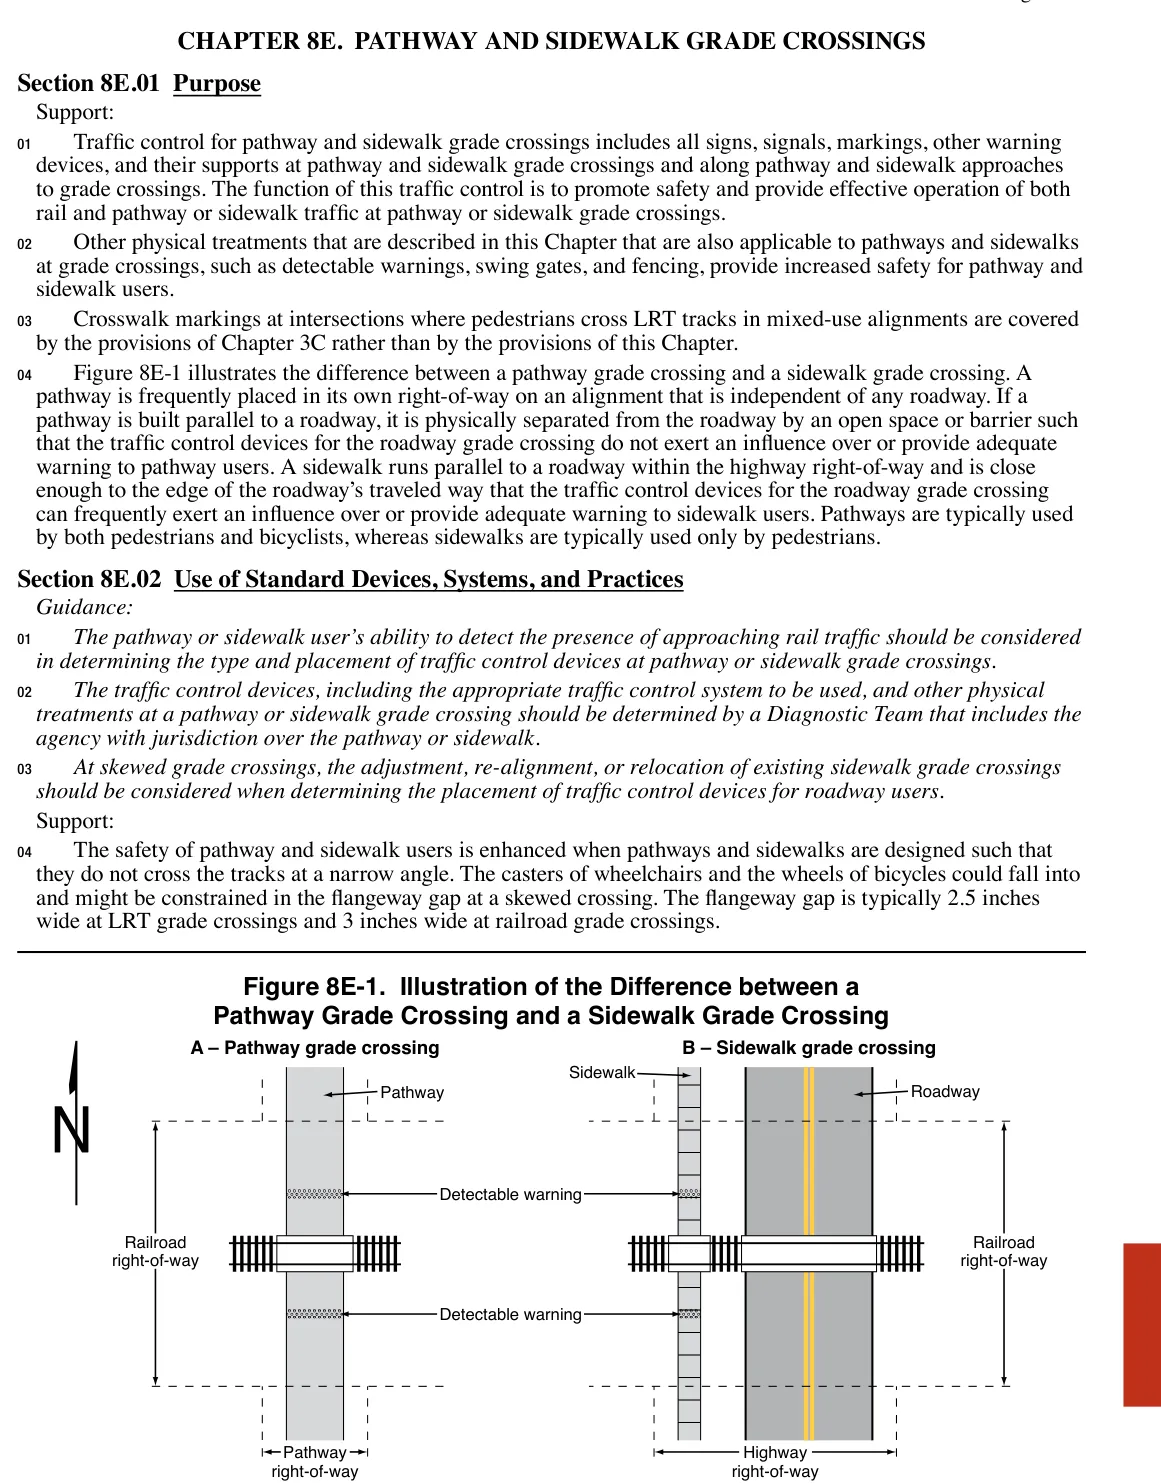 CHAPTER 8E. PATHWAY AND SIDEWALK GRADE CROSSINGS
Section 8E.01 Purpose
Support:
01 Traffic control for pathway and sidewalk grade crossings includes all signs, signals, markings, other warning
devices, and their supports at pathway and sidewalk grade crossings and along pathway and sidewalk approaches
to grade crossings. The function of this traffic control is to promote safety and provide effective operation of both
rail and pathway or sidewalk traffic at pathway or sidewalk grade crossings.
02 Other physical treatments that are described in this Chapter that are also applicable to pathways and sidewalks
at grade crossings, such as detectable warnings, swing gates, and fencing, provide increased safety for pathway and
sidewalk users.
03 Crosswalk markings at intersections where pedestrians cross LRT tracks in mixed-use alignments are covered
by the provisions of Chapter 3C rather than by the provisions of this Chapter.
04 Figure 8E-1 illustrates the difference between a pathway grade crossing and a sidewalk grade crossing. A
pathway is frequently placed in its own right-of-way on an alignment that is independent of any roadway. If a
pathway is built parallel to a roadway, it is physically separated from the roadway by an open space or barrier such
that the traffic control devices for the roadway grade crossing do not exert an influence over or provide adequate
warning to pathway users. A sidewalk runs parallel to a roadway within the highway right-of-way and is close
enough to the edge of the roadway's traveled way that the traffic control devices for the roadway grade crossing
can frequently exert an influence over or provide adequate warning to sidewalk users. Pathways are typically used
by both pedestrians and bicyclists, whereas sidewalks are typically used only by pedestrians.
Section 8E.02 Use of Standard Devices, Systems, and Practices
Guidance:
01 The pathway or sidewalk user's ability to detect the presence of approaching rail traffic should be considered
in determining the type and placement of traffic control devices at pathway or sidewalk grade crossings.
02 The traffic control devices, including the appropriate traffic control system to be used, and other physical
treatments at a pathway or sidewalk grade crossing should be determined by a Diagnostic Team that includes the
agency with jurisdiction over the pathway or sidewalk.
03 At skewed grade crossings, the adjustment, re-alignment, or relocation of existing sidewalk grade crossings
should be considered when determining the placement of traffic control devices for roadway users.
Support:
04 The safety of pathway and sidewalk users is enhanced when pathways and sidewalks are designed such that
they do not cross the tracks at a narrow angle. The casters of wheelchairs and the wheels of bicycles could fall into
and might be constrained in the flangeway gap at a skewed crossing. The flangeway gap is typically 2.5 inches
wide at LRT grade crossings and 3 inches wide at railroad grade crossings.
Figure 8E-1. Illustration of the Difference between a
Pathway Grade Crossing and a Sidewalk Grade Crossing
A – Pathway grade crossing
B – Sidewalk grade crossing
Sidewalk
Pathway
Roadway
N
Detectable warning
Railroad
right-of-way
Railroad
right-of-way
Detectable warning
Pathway
right-of-way
Highway
right-of-way